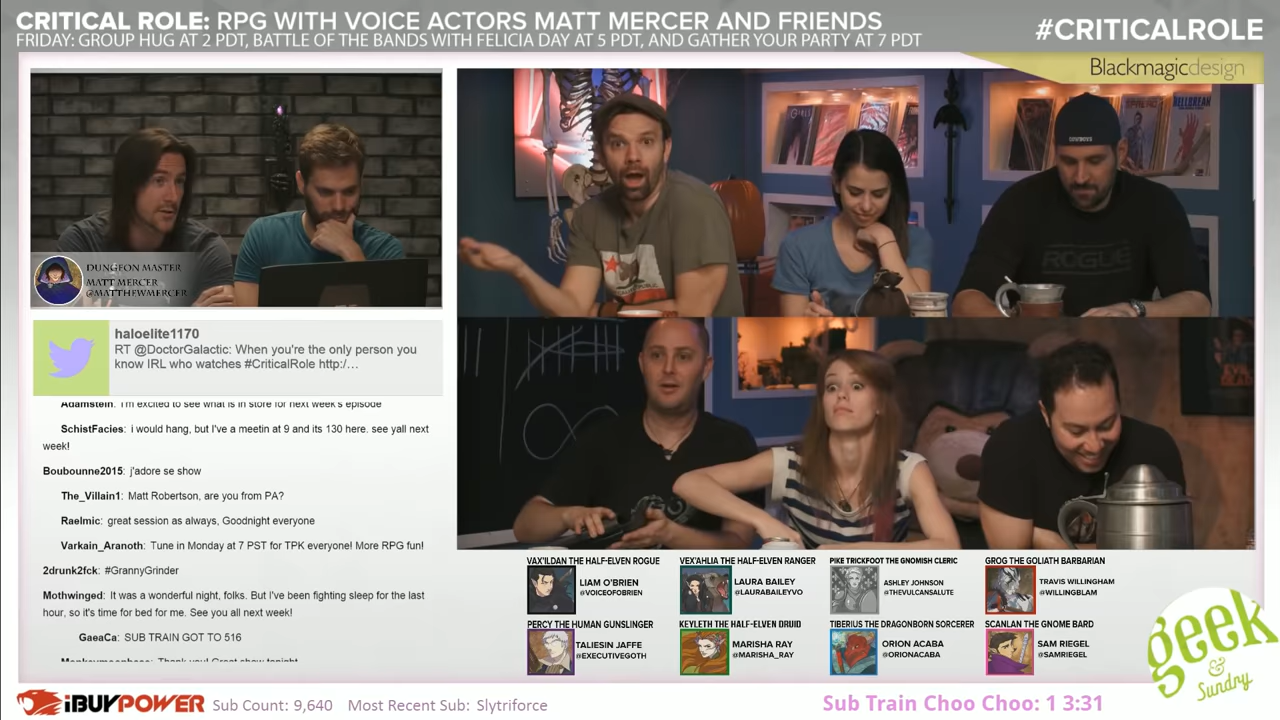 CRITICAL ROLE: RPG WITH VOICE ACTORS MATT MERCER AND FRIENDS
FRIDAY: GROUP HUG AT 2 PDT, BATTLE OF THE BANDS WITH FELICIA DAY AT 5 PDT, AND GATHER YOUR PARTY AT 7 PDT
#CRITICALROLE
Blackmagicdesign
DUNGEON MASTER
MATT MERCER
@MATTHEWMERCER
ROGUE
haloelite1170
RT @DoctorGalactic: When you're the only person you
know IRL who watches #CriticalRole http:/…
Adamstein: I'm excited to see what is in store for next week's episode
SchistFacies: i would hang, but I've a meetin at 9 and its 130 here. see yall next
week!
Boubounne2015: j'adore se show
The_Villain1: Matt Robertson, are you from PA?
Raelmic: great session as always, Goodnight everyone
Varkain_Aranoth: Tune in Monday at 7 PST for TPK everyone! More RPG fun!
2drunk2fck: #GrannyGrinder
Mothwinged: It was a wonderful night, folks. But I've been fighting sleep for the last
hour, so it's time for bed for me. See you all next week!
GaeaCa: SUB TRAIN GOT TO 516
Thank you! Great show tonight
VAX'ILDAN THE HALF-ELVEN ROGUE
LIAM O'BRIEN
@VOICEOFOBRIEN
VEX'AHLIA THE HALF-ELVEN RANGER
LAURA BAILEY
@LAURABAILEYVO
PIKE TRICKFOOT THE GNOMISH CLERIC
ASHLEY JOHNSON
@THEVULCANSALUTE
GROG THE GOLIATH BARBARIAN
TRAVIS WILLINGHAM
@WILLINGBLAM
PERCY THE HUMAN GUNSLINGER
TALIESIN JAFFE
@EXECUTIVEGOTH
KEYLETH THE HALF-ELVEN DRUID
MARISHA RAY
@MARISHA_RAY
TIBERIUS THE DRAGONBORN SORCERER
ORION ACABA
@ORIONACABA
SCANLAN THE GNOME BARD
SAM RIEGEL
@SAMRIEGEL
geek
&
Sundry
iBUYPOWER
Sub Count: 9,640
Most Recent Sub: Slytriforce
Sub Train Choo Choo: 1 3:31